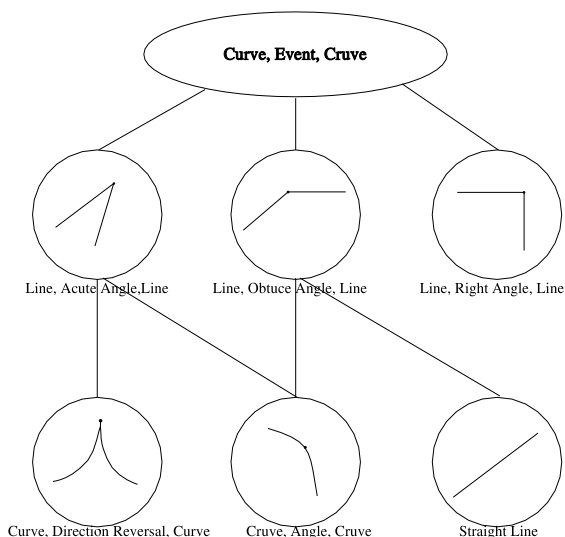 Curve, Event, Cruve
Line, Acute Angle,Line
Line, Obtuce Angle, Line
Line, Right Angle, Line
Curve, Direction Reversal, Curve
Cruve, Angle, Cruve
Straight Line